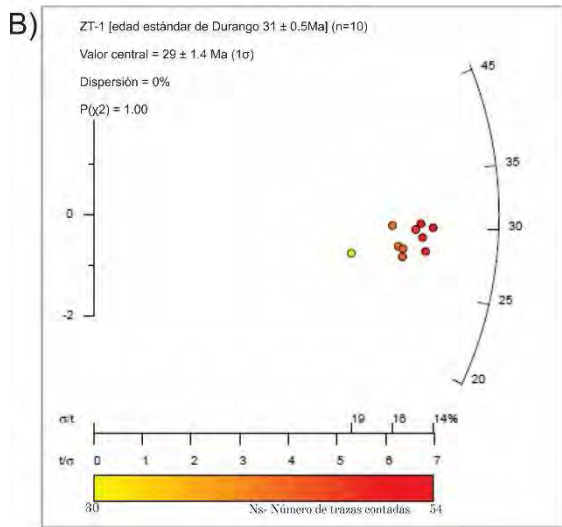 B)
ZT-1 [edad estándar de Durango 31 ± 0.5Ma] (n=10)
Valor central = 29 ± 1.4 Ma (1σ)
Dispersión = 0%
P(χ2) = 1.00
45
35
0
30
25
-2
20
σ/t 19 16 14%
t/σ 0 1 2 3 4 5 6 7
30 Ns- Número de trazas contadas 54